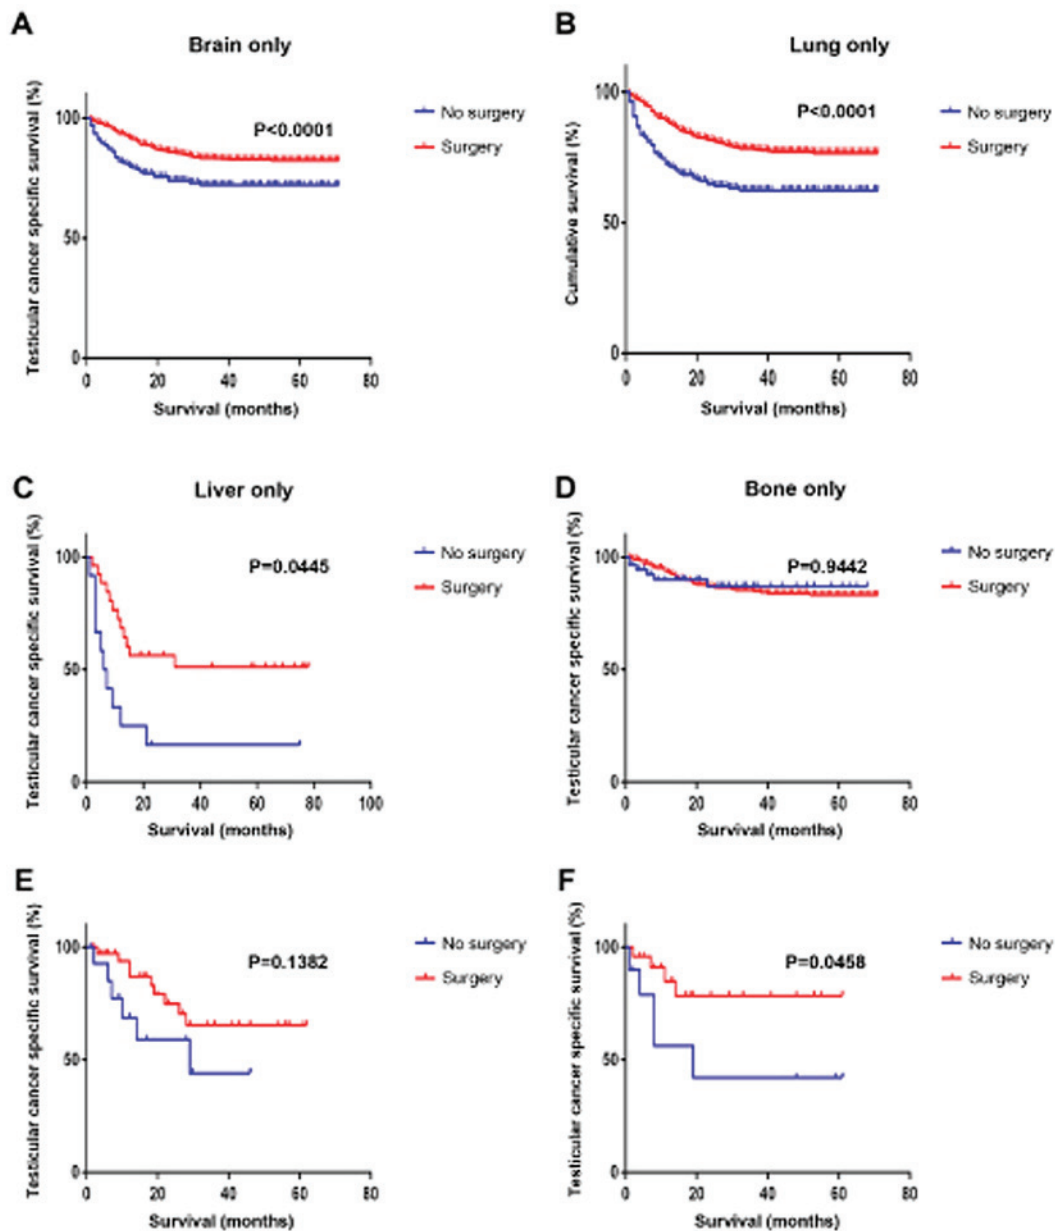 A
Brain only
Testicular cancer specific survival (%)
100
50
0
0 20 40 60 80
Survival (months)
P<0.0001
No surgery
Surgery
B
Lung only
Cumulative survival (%)
100
50
0
0 20 40 60 80
Survival (months)
P<0.0001
No surgery
Surgery
C
Liver only
Testicular cancer specific survival (%)
100
50
0
0 20 40 60 80 100
Survival (months)
P=0.0445
No surgery
Surgery
D
Bone only
Testicular cancer specific survival (%)
100
50
0
0 20 40 60 80
Survival (months)
P=0.9442
No surgery
Surgery
E
Testicular cancer specific survival (%)
100
50
0
0 20 40 60 80
Survival (months)
P=0.1382
No surgery
Surgery
F
Testicular cancer specific survival (%)
100
50
0
0 20 40 60 80
Survival (months)
P=0.0458
No surgery
Surgery